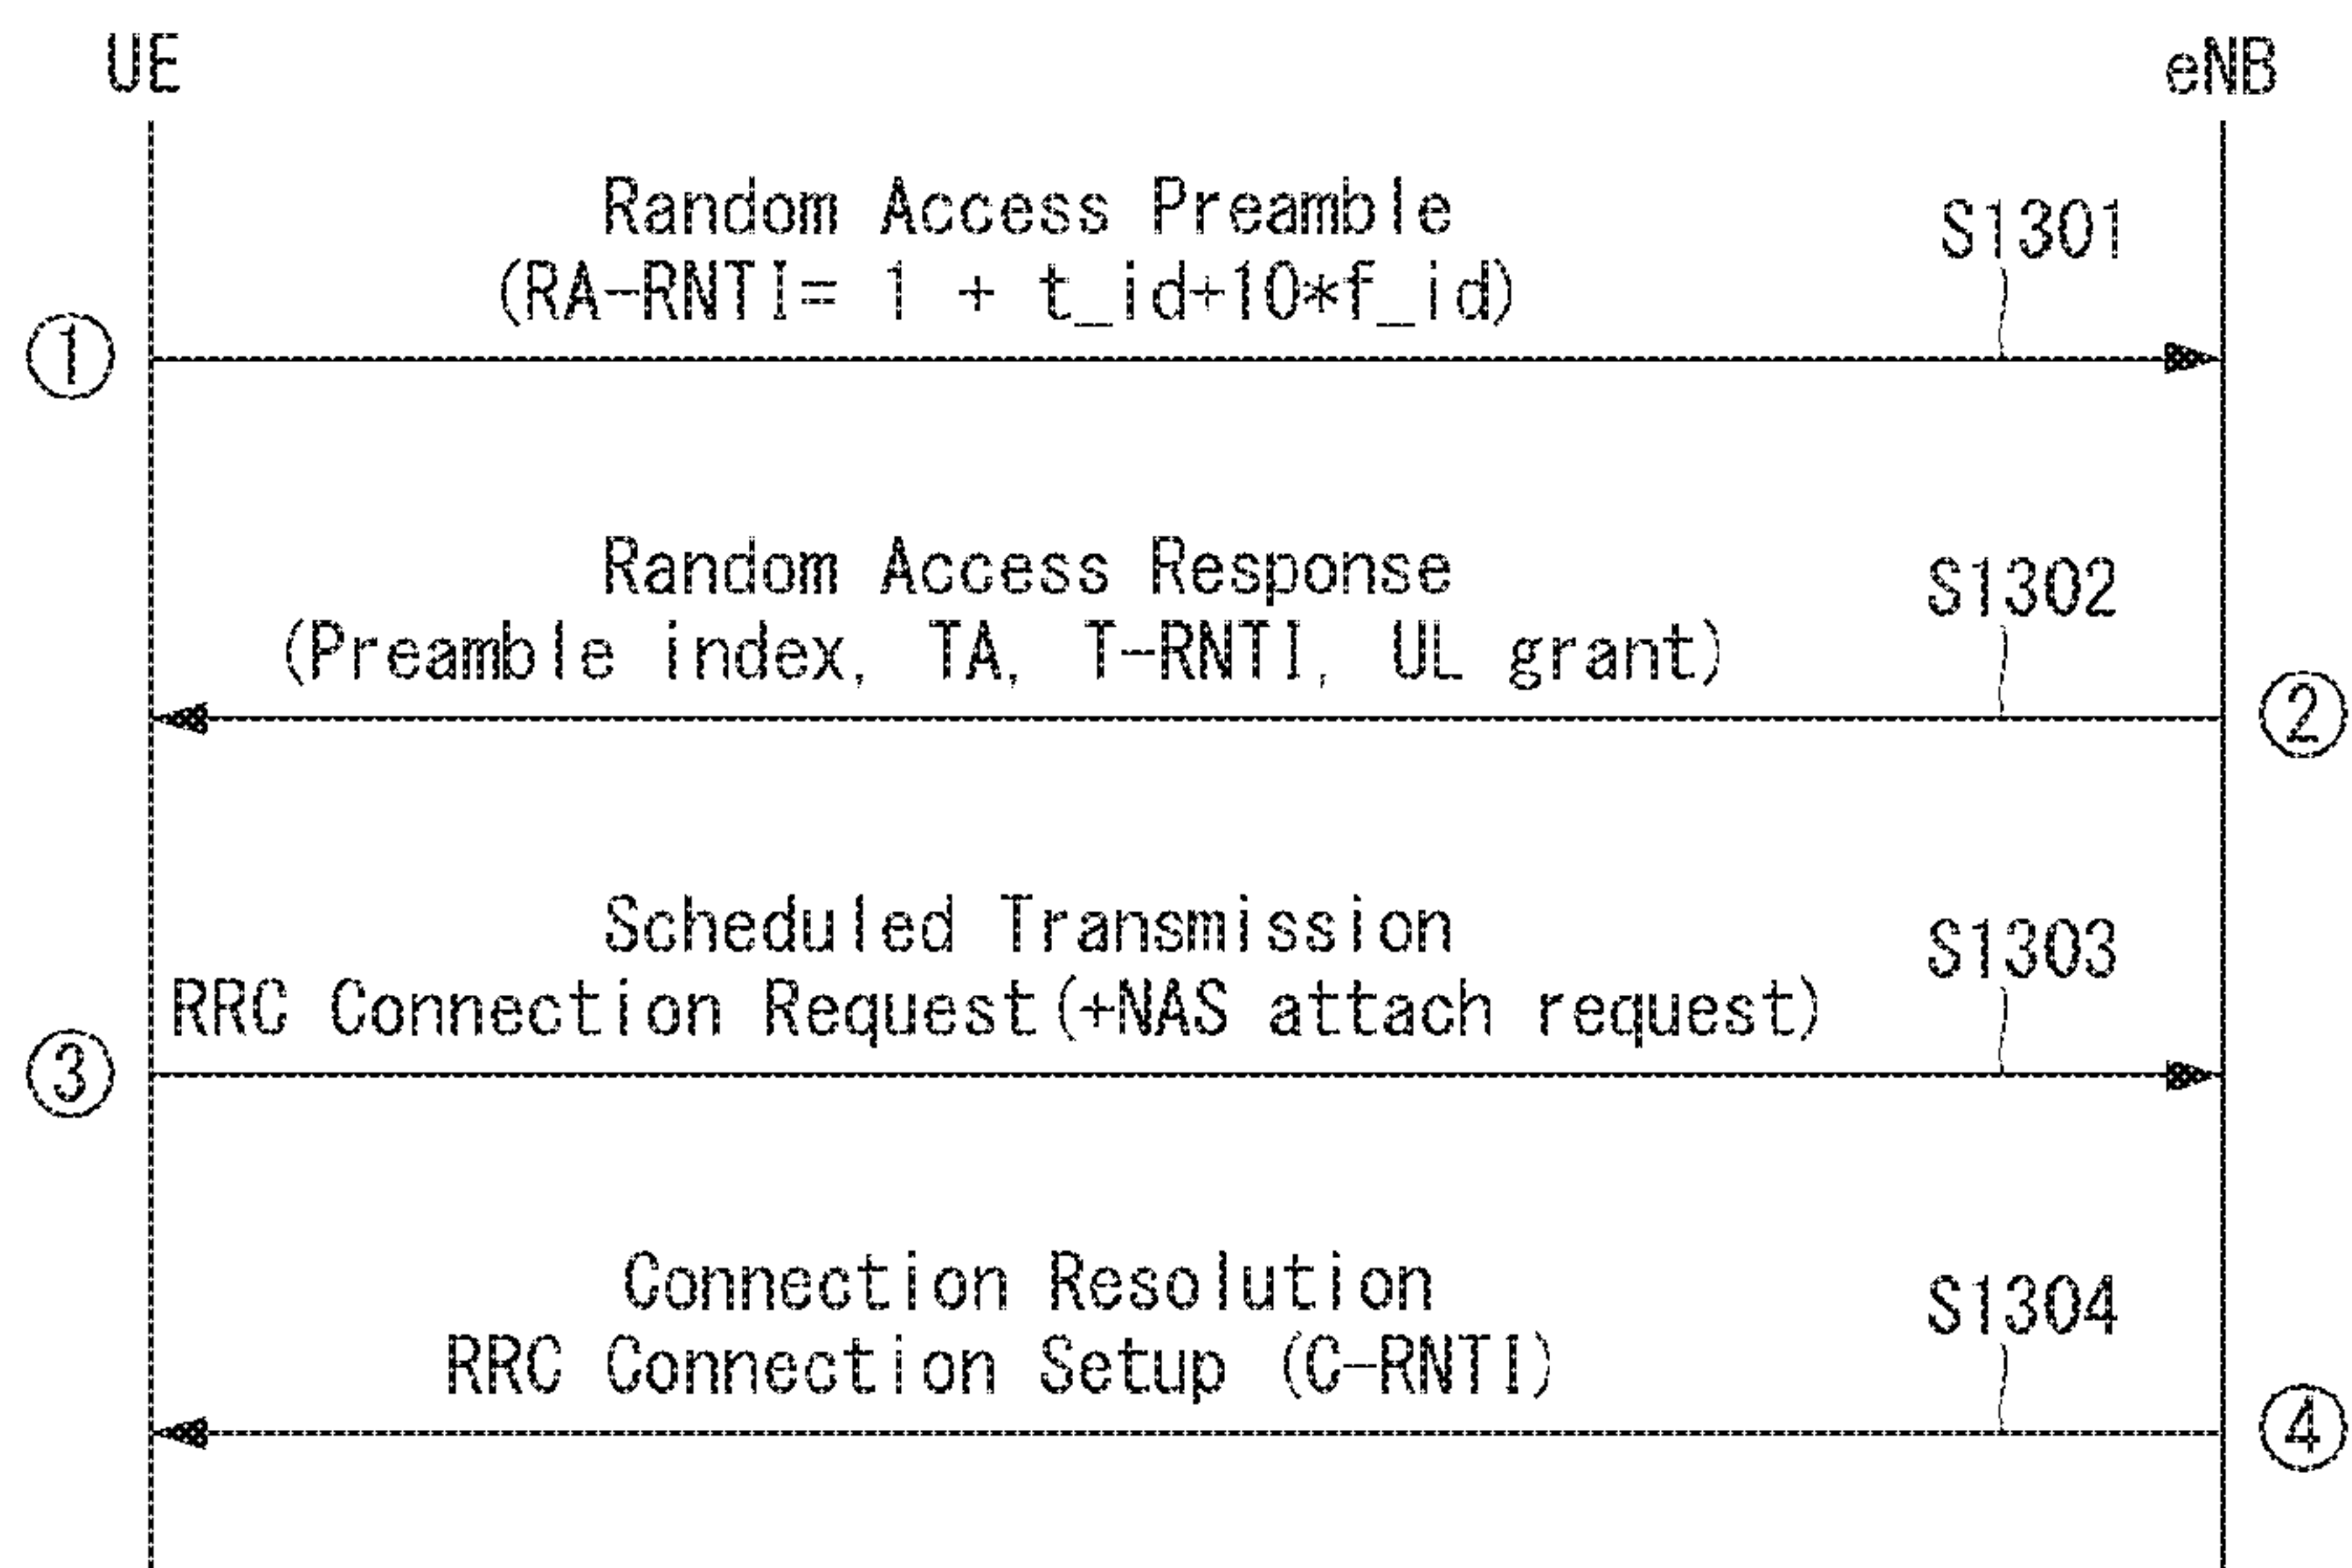 UE
eNB
Random Access Preamble
(RA-RNTI= 1 + t_id+10*f_id)
S1301
①
Random Access Response
(Preamble index, TA, T-RNTI, UL grant)
S1302
②
Scheduled Transmission
RRC Connection Request(+NAS attach request)
S1303
③
Connection Resolution
RRC Connection Setup (C-RNTI)
S1304
④